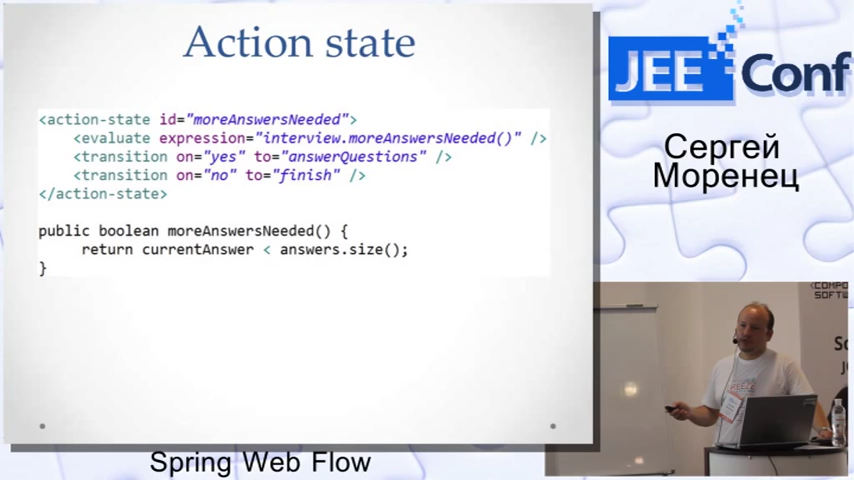 Action state
<action-state id="moreAnswersNeeded">
<evaluate expression="interview.moreAnswersNeeded()" />
<transition on="yes" to="answerQuestions" />
<transition on="no" to="finish" />
</action-state>
public boolean moreAnswersNeeded() {
return currentAnswer < answers.size();
}
JEE Conf
Сергей
Моренец
Spring Web Flow